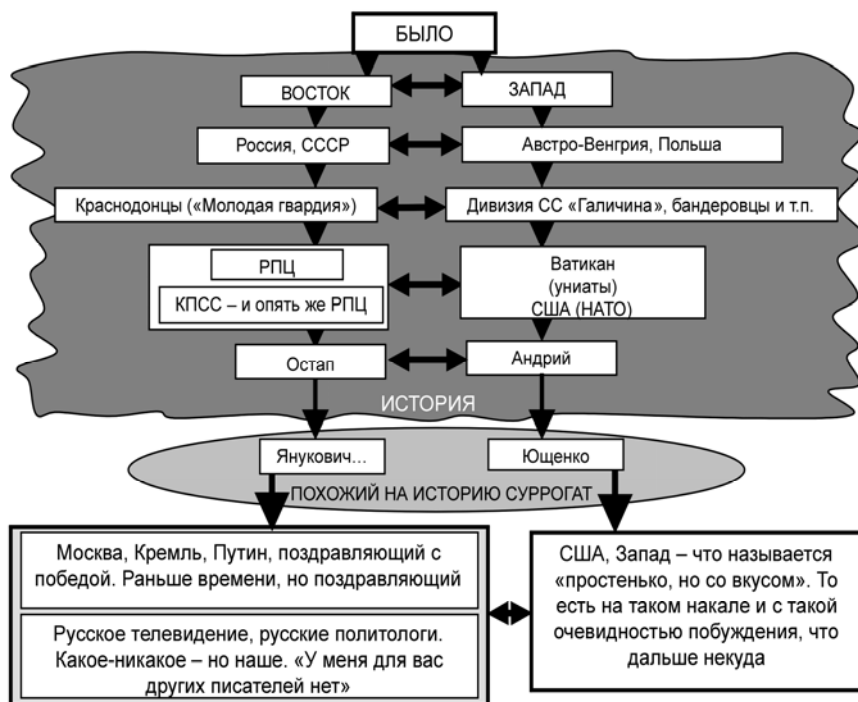 БЫЛО
ВОСТОК
ЗАПАД
Россия, СССР
Австро-Венгрия, Польша
Краснодонцы («Молодая гвардия»)
Дивизия СС «Галичина», бандеровцы и т.п.
РПЦ
КПСС – и опять же РПЦ
Ватикан
(униаты)
США (НАТО)
Остап
Андрий
ИСТОРИЯ
Янукович...
Ющенко
ПОХОЖИЙ НА ИСТОРИЮ СУРРОГАТ
Москва, Кремль, Путин, поздравляющий с
победой. Раньше времени, но поздравляющий
Русское телевидение, русские политологи.
Какое-никакое – но наше. «У меня для вас
других писателей нет»
США, Запад – что называется
«простенько, но со вкусом». То
есть на таком накале и с такой
очевидностью побуждения, что
дальше некуда